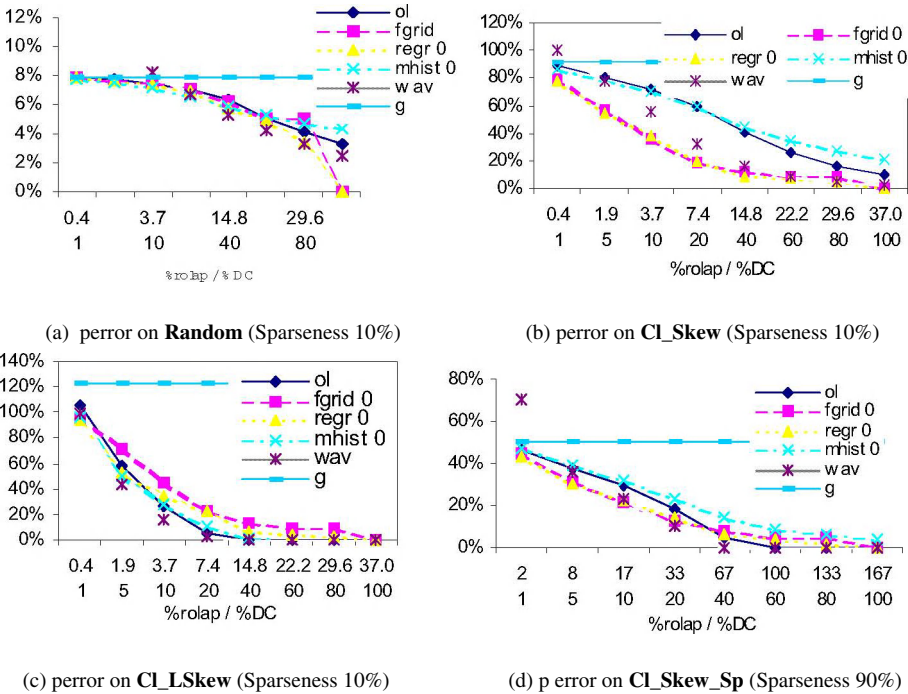 12%
10%
8%
6%
4%
2%
0%
ol
fgrid
regr 0
mhist 0
wav
g
0.4 3.7 14.8 29.6
1 10 40 80
%rolap / %DC
(a) perror on Random (Sparseness 10%)
120%
100%
80%
60%
40%
20%
0%
ol fgrid 0
regr 0 mhist 0
wav g
0.4 1.9 3.7 7.4 14.8 22.2 29.6 37.0
1 5 10 20 40 60 80 100
%rolap / %DC
(b) perror on Cl_Skew (Sparseness 10%)
140%
120%
100%
80%
60%
40%
20%
0%
ol
fgrid 0
regr 0
mhist 0
wav
g
0.4 1.9 3.7 7.4 14.8 22.2 29.6 37.0
1 5 10 20 40 60 80 100
%rolap / %DC
(c) perror on Cl_LSkew (Sparseness 10%)
80%
60%
40%
20%
0%
ol
fgrid 0
regr 0
mhist 0
wav
g
2 8 17 33 67 100 133 167
1 5 10 20 40 60 80 100
%rolap / %DC
(d) p error on Cl_Skew_Sp (Sparseness 90%)